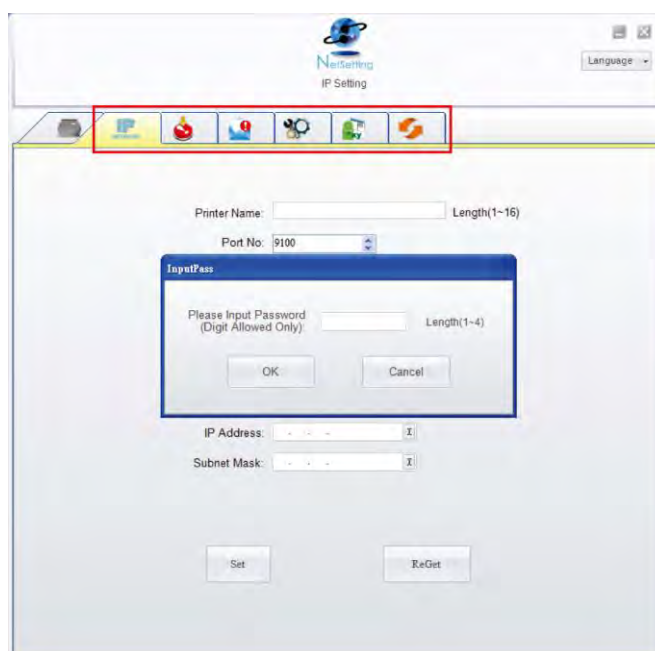 NetSetting
Language
IP Setting
IP
Printer Name:
Length(1~16)
Port No: 9100
InputPass
Please Input Password
(Digit Allowed Only):
Length(1~4)
OK
Cancel
IP Address:
Subnet Mask:
Set
ReGet